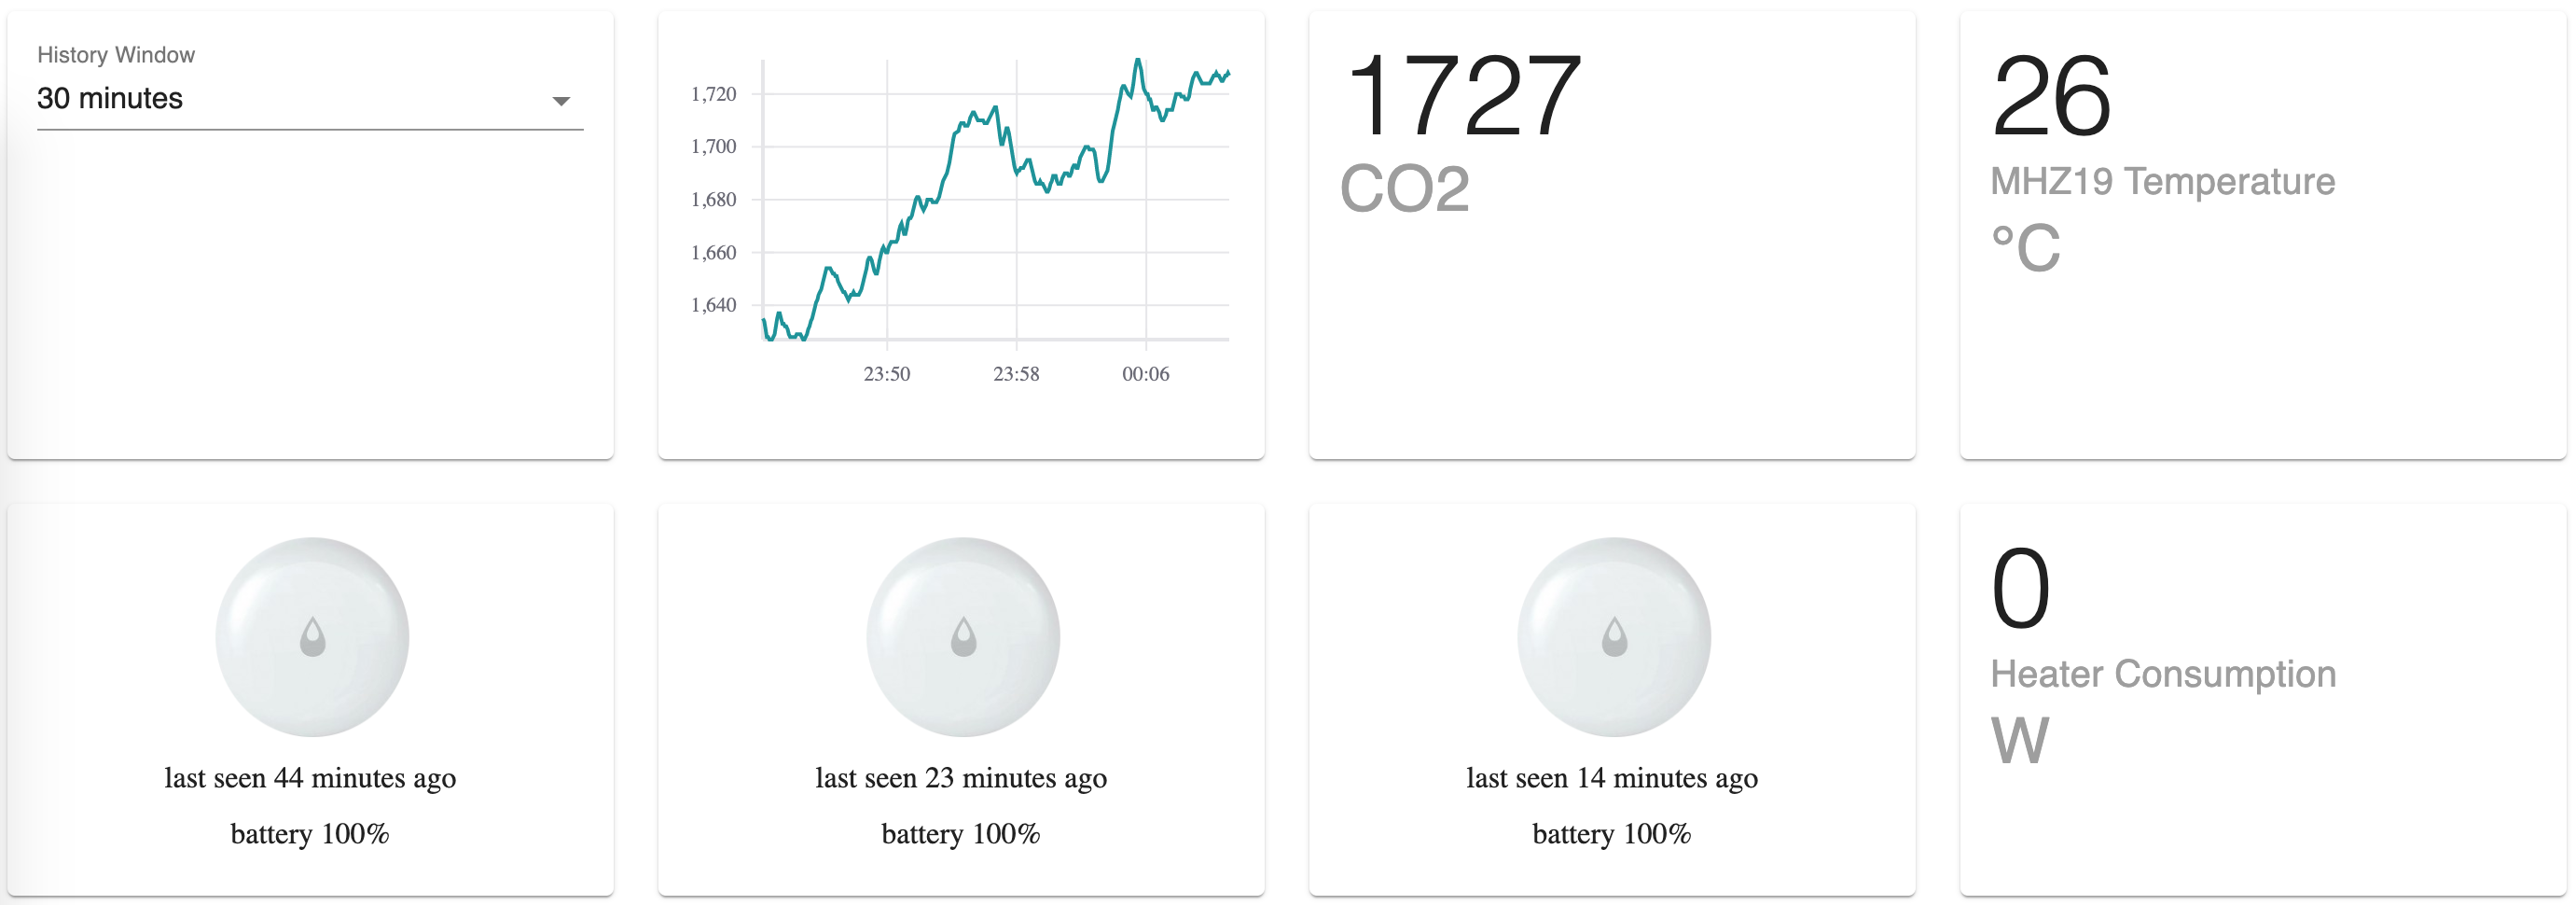 History Window
30 minutes
1,720
1,700
1,680
1,660
1,640
23:50
23:58
00:06
1727
CO2
26
MHZ19 Temperature
°C
last seen 44 minutes ago
battery 100%
last seen 23 minutes ago
battery 100%
last seen 14 minutes ago
battery 100%
0
Heater Consumption
W